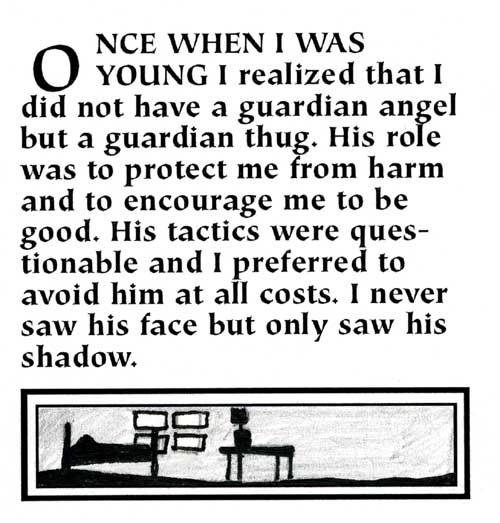 ONCE WHEN I WAS
YOUNG I realized that I
did not have a guardian angel
but a guardian thug. His role
was to protect me from harm
and to encourage me to be
good. His tactics were ques-
tionable and I preferred to
avoid him at all costs. I never
saw his face but only saw his
shadow.